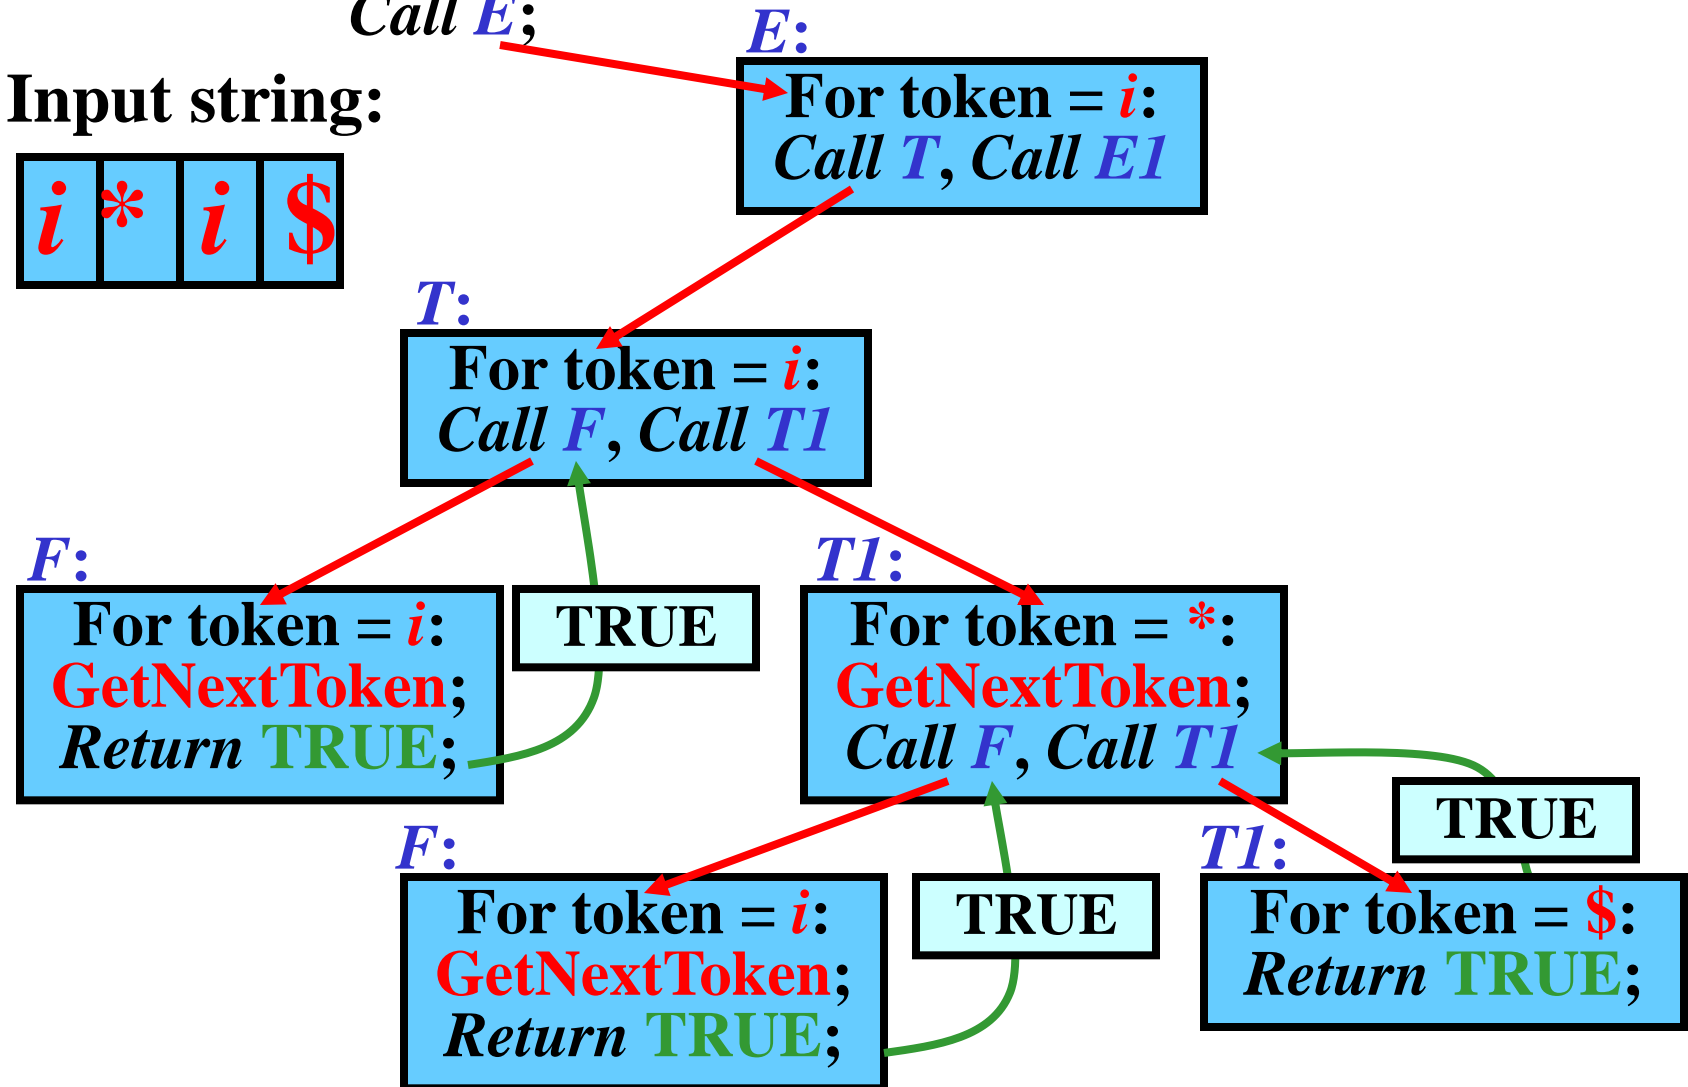 Call E;
Input string:
i * i $
E:
For token = i:
Call T, Call E1
T:
For token = i:
Call F, Call T1
F:
For token = i:
GetNextToken;
Return TRUE;
TRUE
T1:
For token = *:
GetNextToken;
Call F, Call T1
F:
For token = i:
GetNextToken;
Return TRUE;
TRUE
T1:
For token = $:
Return TRUE;
TRUE